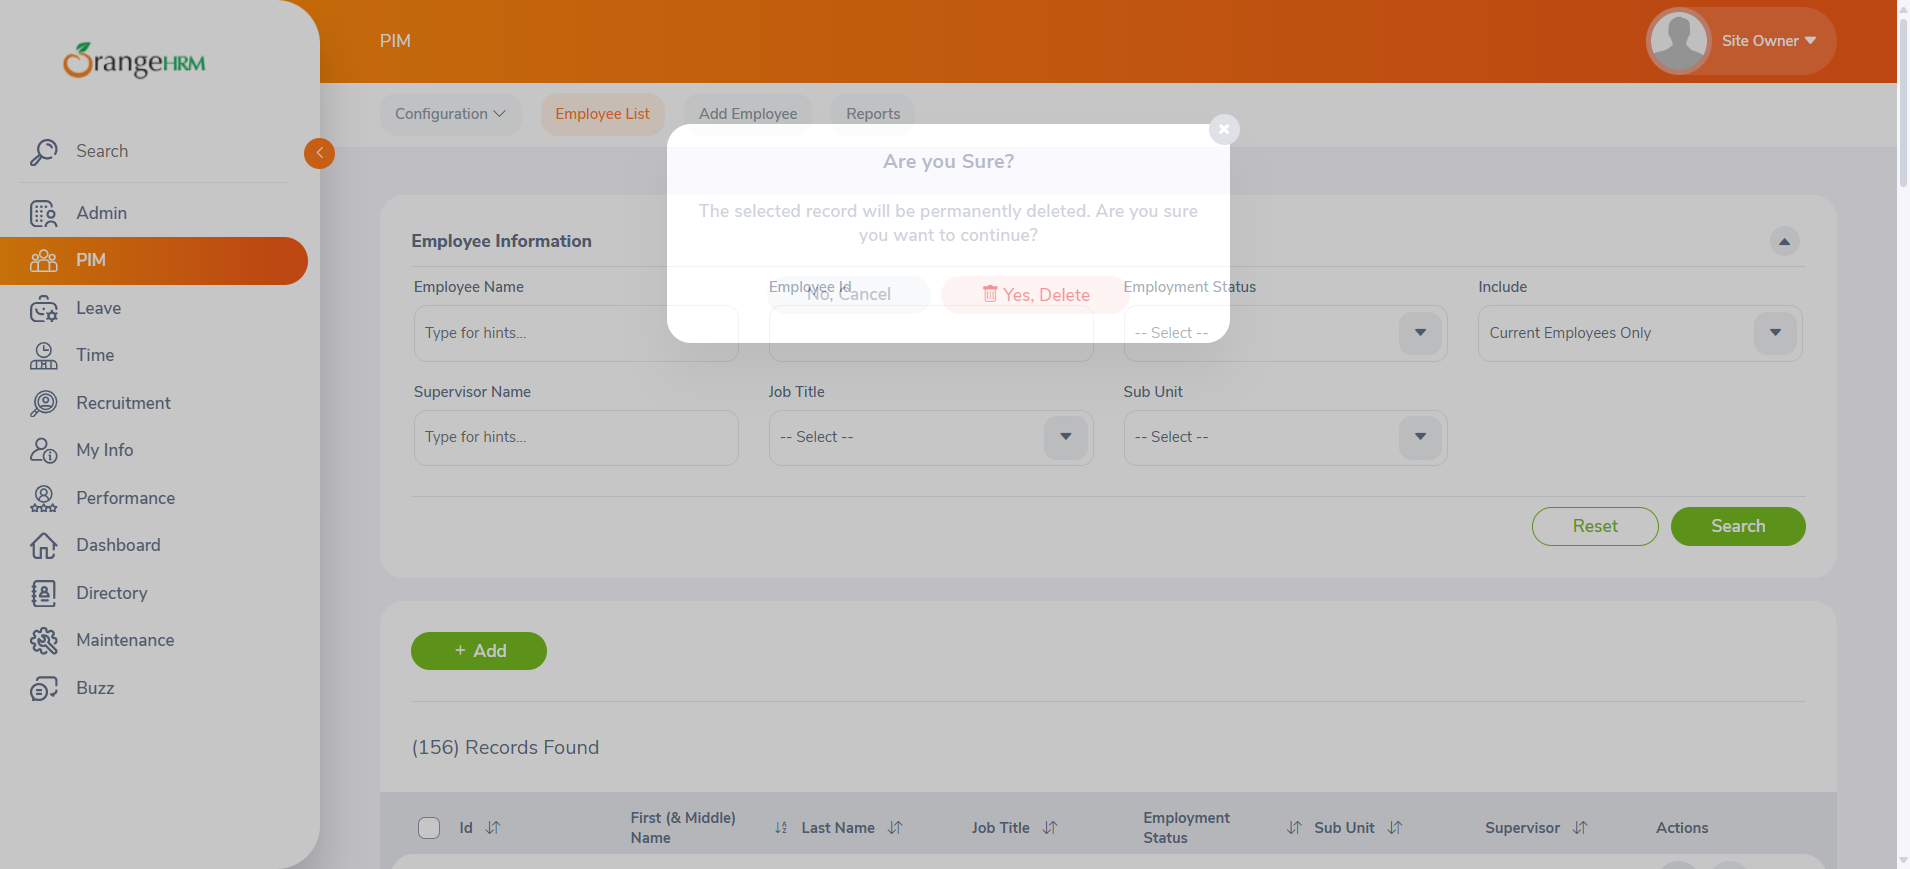 OrangeHRM
PIM
Site Owner
Search
Admin
PIM
Leave
Time
Recruitment
My Info
Performance
Dashboard
Directory
Maintenance
Buzz
Configuration
Employee List
Add Employee
Reports
Are you Sure?
The selected record will be permanently deleted. Are you sure
you want to continue?
No, Cancel
Yes, Delete
Employee Information
Employee Name
Employee Id
Employment Status
Include
Type for hints...
-- Select --
Current Employees Only
Supervisor Name
Job Title
Sub Unit
Type for hints...
-- Select --
-- Select --
Reset
Search
+ Add
(156) Records Found
Id
First (& Middle)
Name
Last Name
Job Title
Employment
Status
Sub Unit
Supervisor
Actions